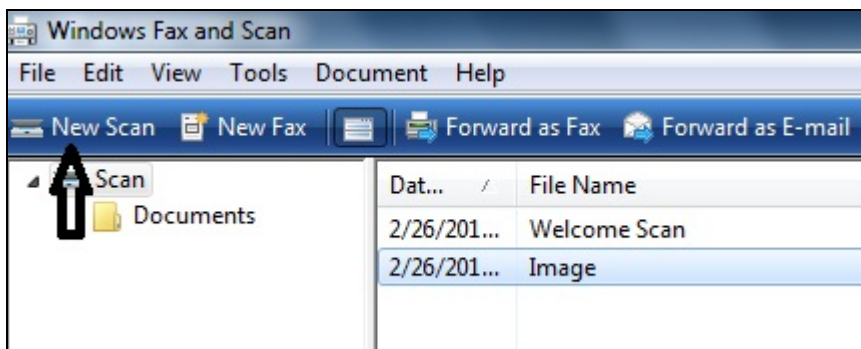 Windows Fax and Scan
File Edit View Tools Document Help
New Scan New Fax Forward as Fax Forward as E-mail
Scan
Documents
Dat... File Name
2/26/201... Welcome Scan
2/26/201... Image